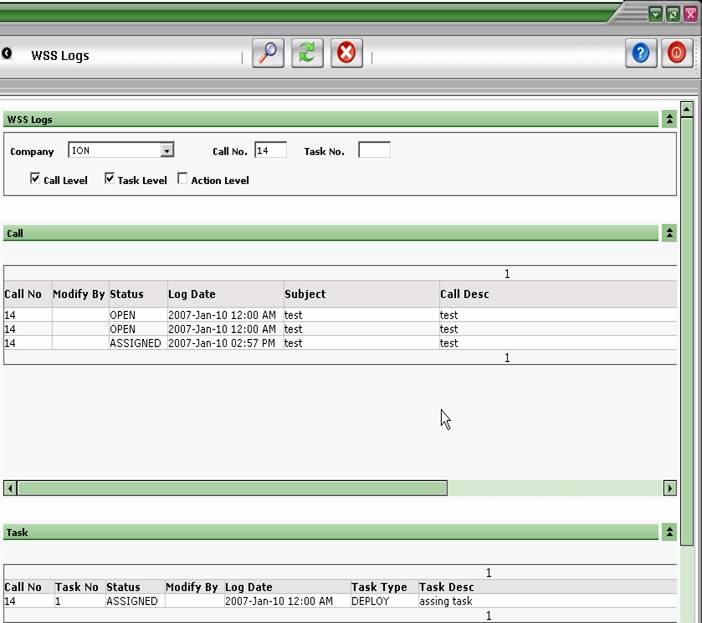 WSS Logs
WSS Logs
Company ION Call No. 14 Task No.
Call Level Task Level Action Level
Call
1
Call No Modify By Status Log Date Subject Call Desc
14 OPEN 2007-Jan-10 12:00 AM test test
14 OPEN 2007-Jan-10 12:00 AM test test
14 ASSIGNED 2007-Jan-10 02:57 PM test test
1
Task
1
Call No Task No Status Modify By Log Date Task Type Task Desc
14 1 ASSIGNED 2007-Jan-10 12:00 AM DEPLOY assing task
1